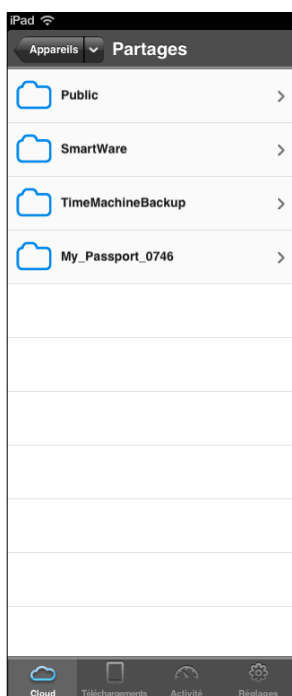 iPad
Appareils Partages
Public
SmartWare
TimeMachineBackup
My_Passport_0746
Cloud Téléchargements Activité Réglages